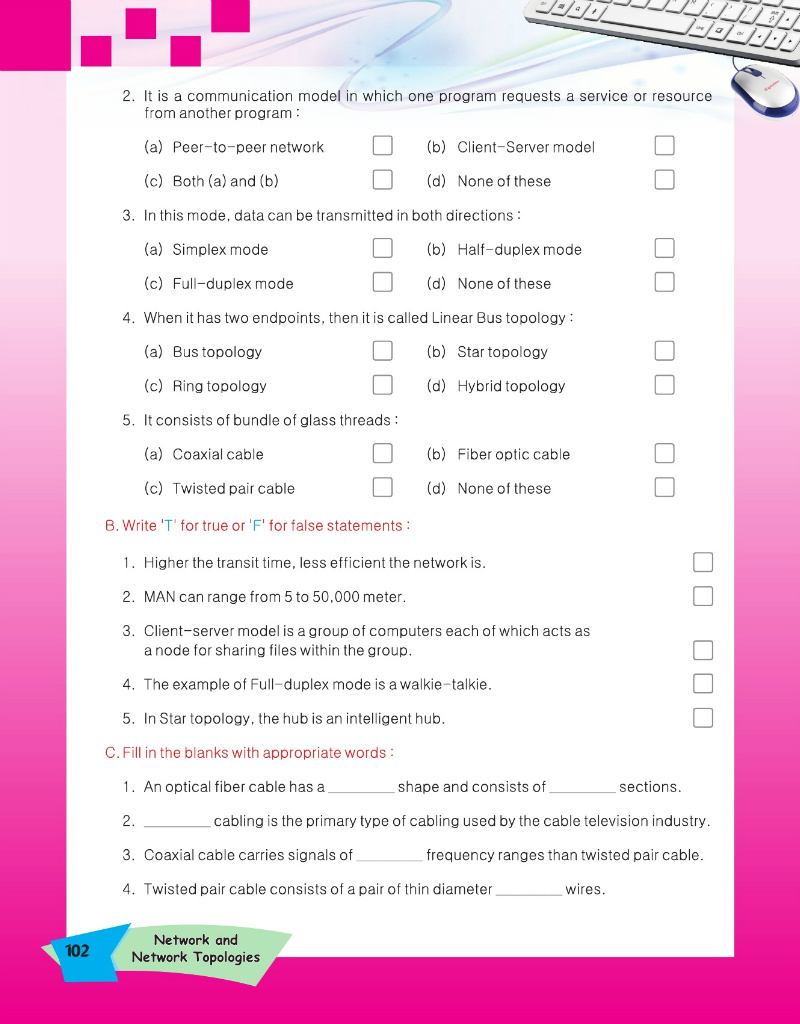 2. It is a communication model in which one program requests a service or resource
from another program :
(a) Peer-to-peer network (b) Client-Server model
(c) Both (a) and (b) (d) None of these
3. In this mode, data can be transmitted in both directions :
(a) Simplex mode (b) Half-duplex mode
(c) Full-duplex mode (d) None of these
4. When it has two endpoints, then it is called Linear Bus topology :
(a) Bus topology (b) Star topology
(c) Ring topology (d) Hybrid topology
5. It consists of bundle of glass threads :
(a) Coaxial cable (b) Fiber optic cable
(c) Twisted pair cable (d) None of these
B. Write 'T' for true or 'F' for false statements :
1. Higher the transit time, less efficient the network is.
2. MAN can range from 5 to 50,000 meter.
3. Client-server model is a group of computers each of which acts as
a node for sharing files within the group.
4. The example of Full-duplex mode is a walkie-talkie.
5. In Star topology, the hub is an intelligent hub.
C. Fill in the blanks with appropriate words :
1. An optical fiber cable has a ________ shape and consists of ________ sections.
2. ________ cabling is the primary type of cabling used by the cable television industry.
3. Coaxial cable carries signals of ________ frequency ranges than twisted pair cable.
4. Twisted pair cable consists of a pair of thin diameter ________ wires.
102
Network and
Network Topologies